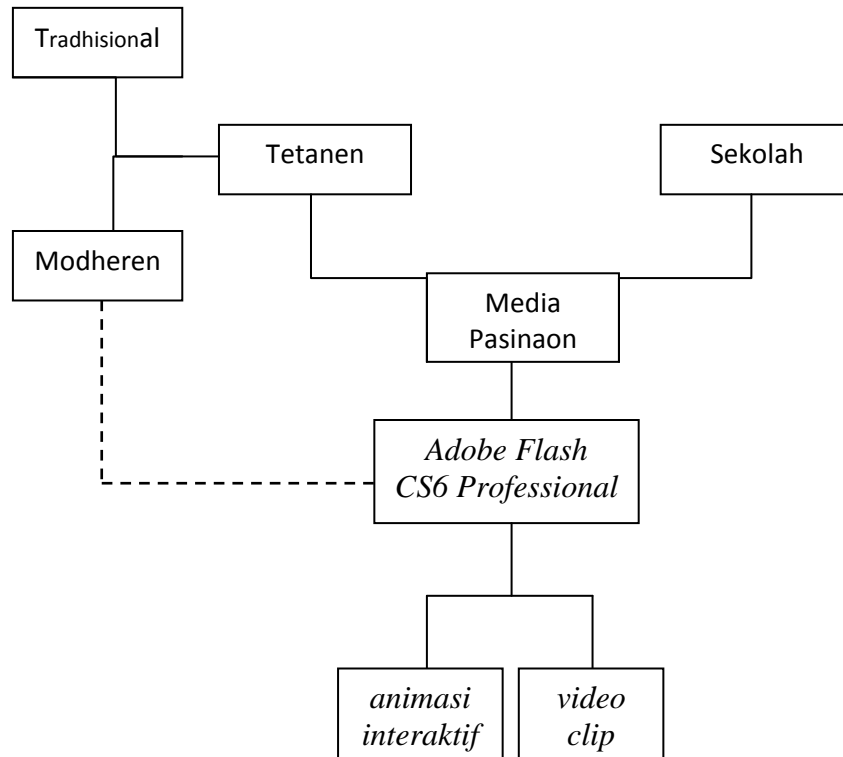 Tradhisional
Tetanen
Sekolah
Modheren
Media
Pasinaon
Adobe Flash
CS6 Professional
animasi
interaktif
video
clip